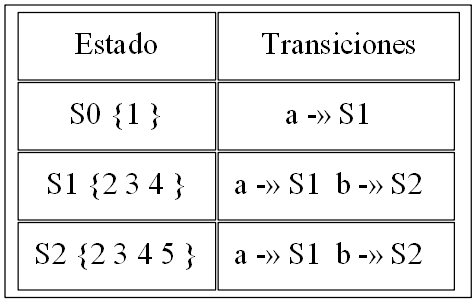 Estado Transiciones
S0 {1 } a -» S1
S1 {2 3 4 } a -» S1 b -» S2
S2 {2 3 4 5 } a -» S1 b -» S2